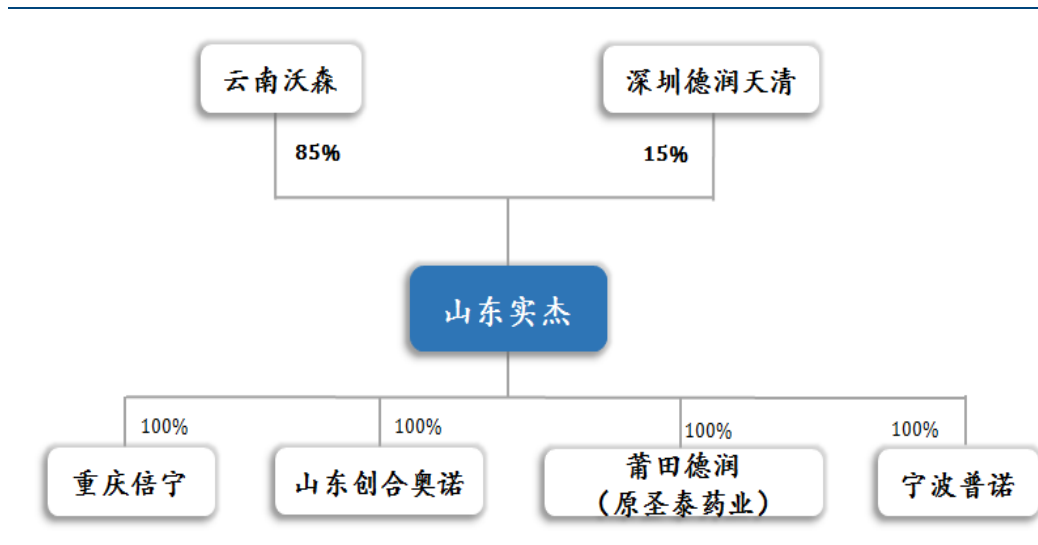 云南沃森
深圳德润天清
85%
15%
山东实杰
100%
100%
100%
100%
重庆倍宁
山东创合奥诺
莆田德润
（原圣泰药业）
宁波普诺